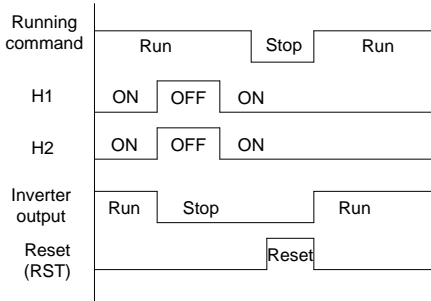 Running
command
Run
Stop
Run
H1
ON
OFF
ON
H2
ON
OFF
ON
Inverter
output
Run
Stop
Run
Reset
(RST)
Reset